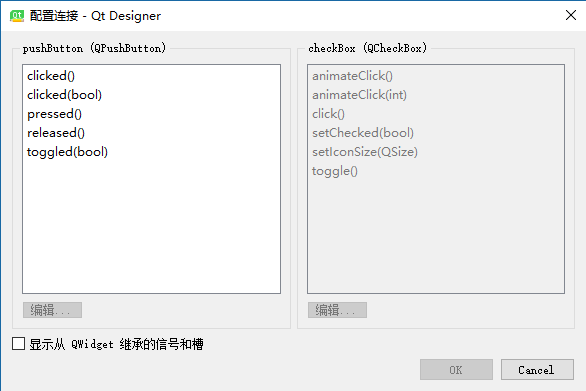 配置连接 - Qt Designer
pushButton (QPushButton)
clicked()
clicked(bool)
pressed()
released()
toggled(bool)
编辑...
checkBox (QCheckBox)
animateClick()
animateClick(int)
click()
setChecked(bool)
setIconSize(QSize)
toggle()
编辑...
显示从 QWidget 继承的信号和槽
OK
Cancel